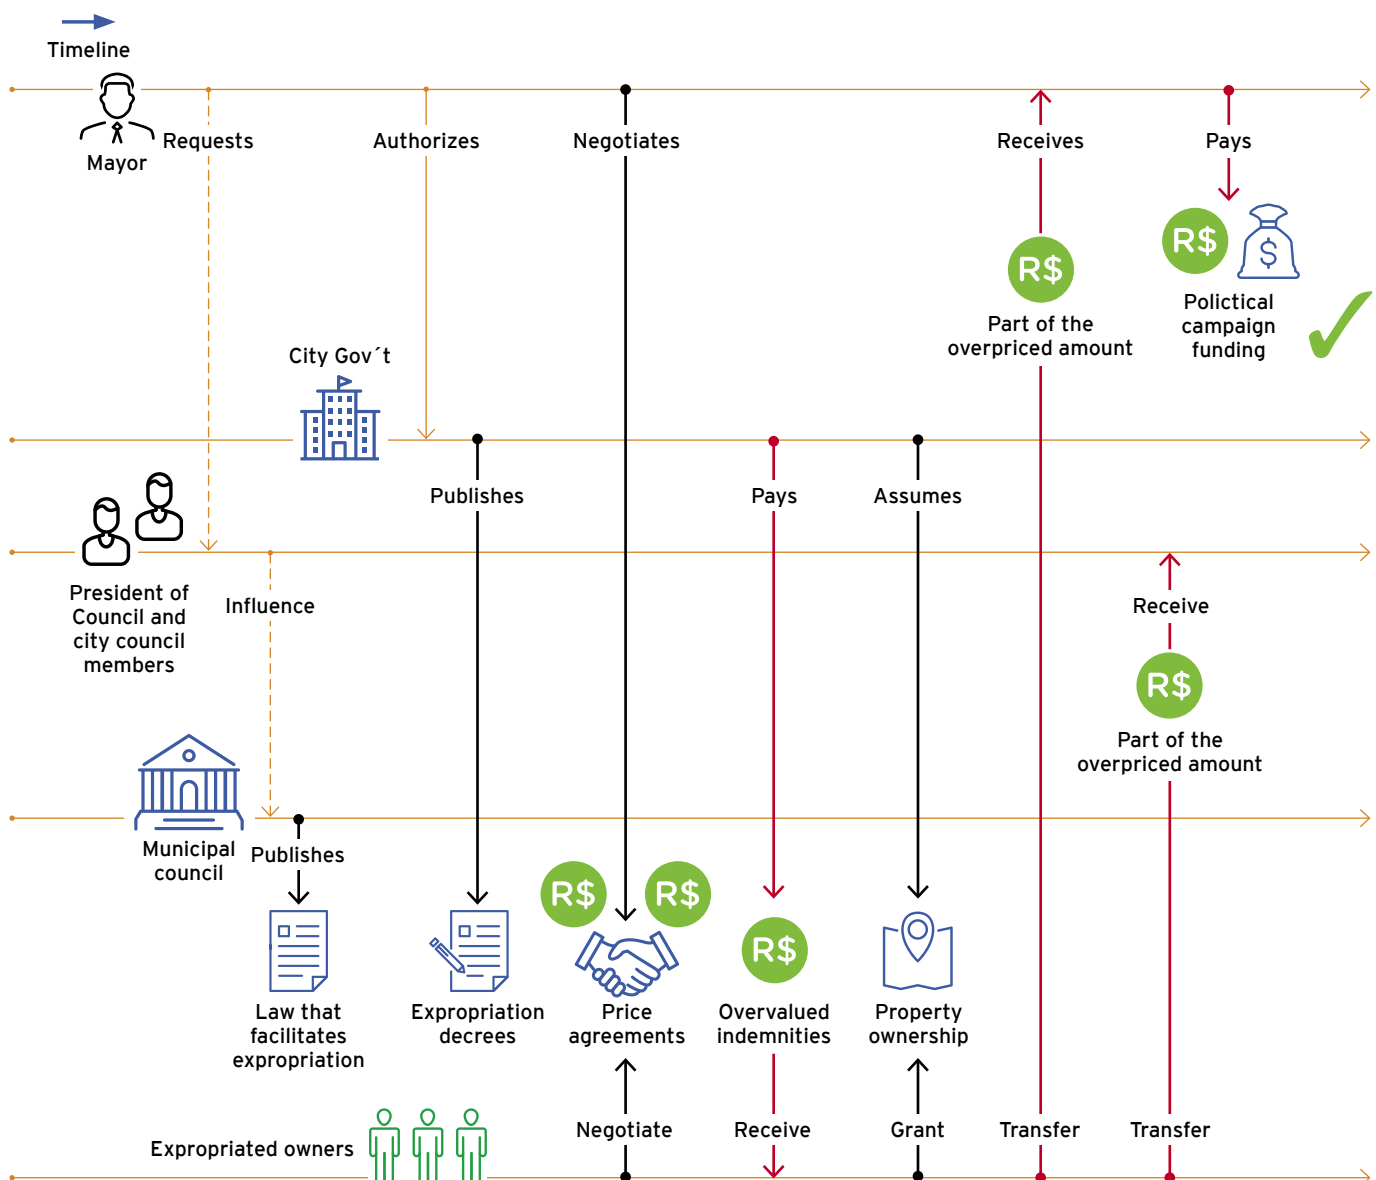 Timeline
Mayor
Requests
Authorizes
Negotiates
Receives
Pays
R$
R$
$
Part of the
overpriced amount
Polictical
campaign
funding
City Gov´t
Publishes
Pays
Assumes
President of
Council and
city council
members
Influence
Receive
R$
Part of the
overpriced amount
Municipal
council
Publishes
R$
R$
R$
Law that
facilitates
expropriation
Expropriation
decrees
Price
agreements
Overvalued
indemnities
Property
ownership
Expropriated owners
Negotiate
Receive
Grant
Transfer
Transfer